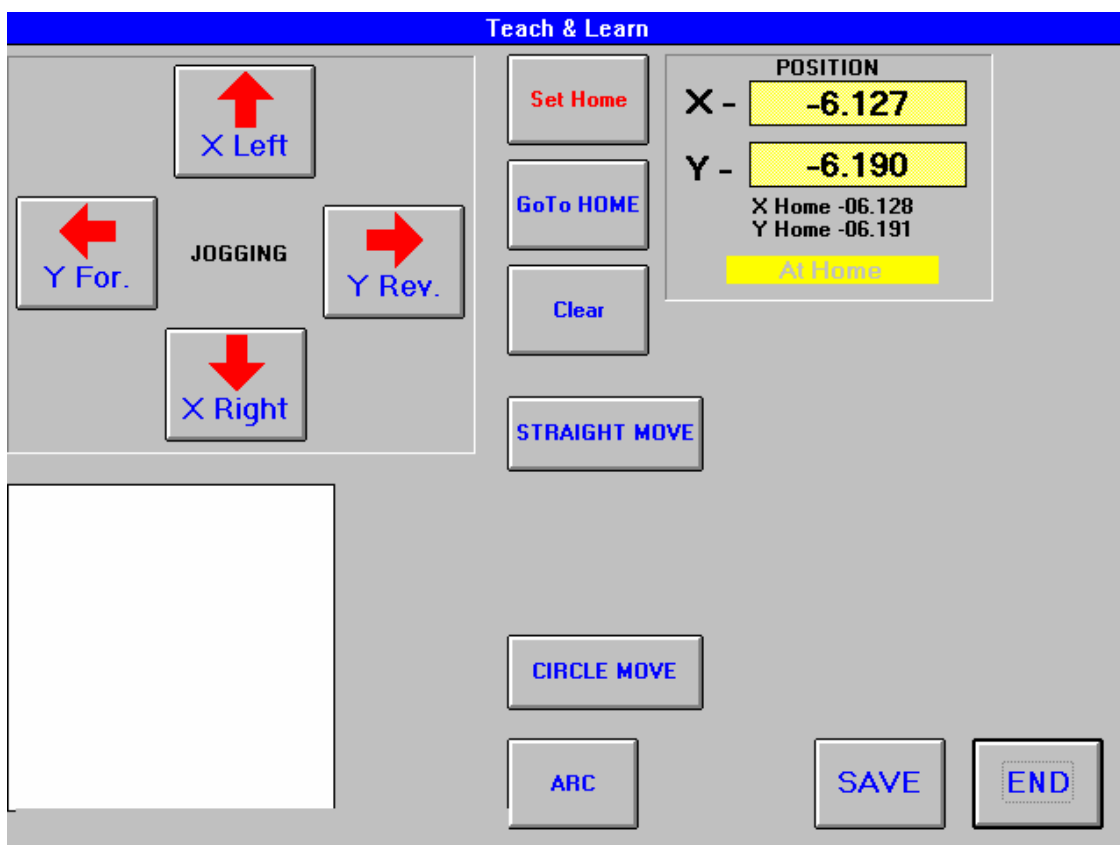 Teach & Learn
X Left
Y For.
JOGGING
Y Rev.
X Right
Set Home
GoTo HOME
Clear
POSITION
X - -6.127
Y - -6.190
X Home -06.128
Y Home -06.191
At Home
STRAIGHT MOVE
CIRCLE MOVE
ARC
SAVE
END